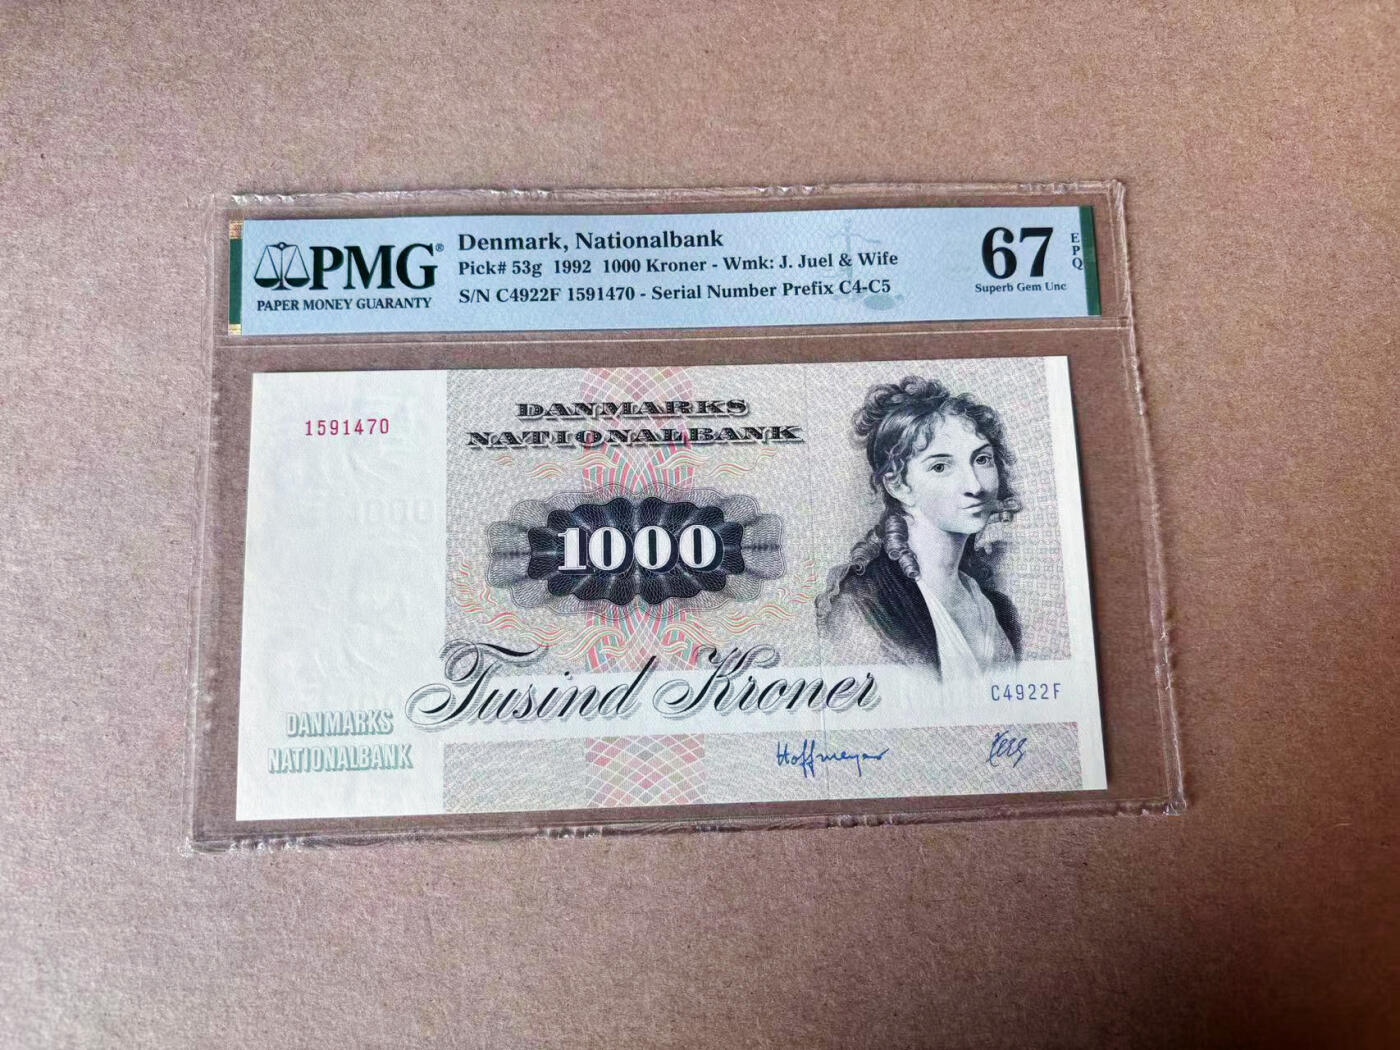 PMG®
PAPER MONEY GUARANTY
Denmark, Nationalbank
Pick# 53g 1992 1000 Kroner - Wmk: J. Juel & Wife
S/N C4922F 1591470 - Serial Number Prefix C4-C5
67
Superb Gem Unc
EPQ
1591470
DANMARKS
NATIONALBANK
1000
Tusind Kroner
C4922F
DANMARKS
NATIONALBANK
Hoffmeyer